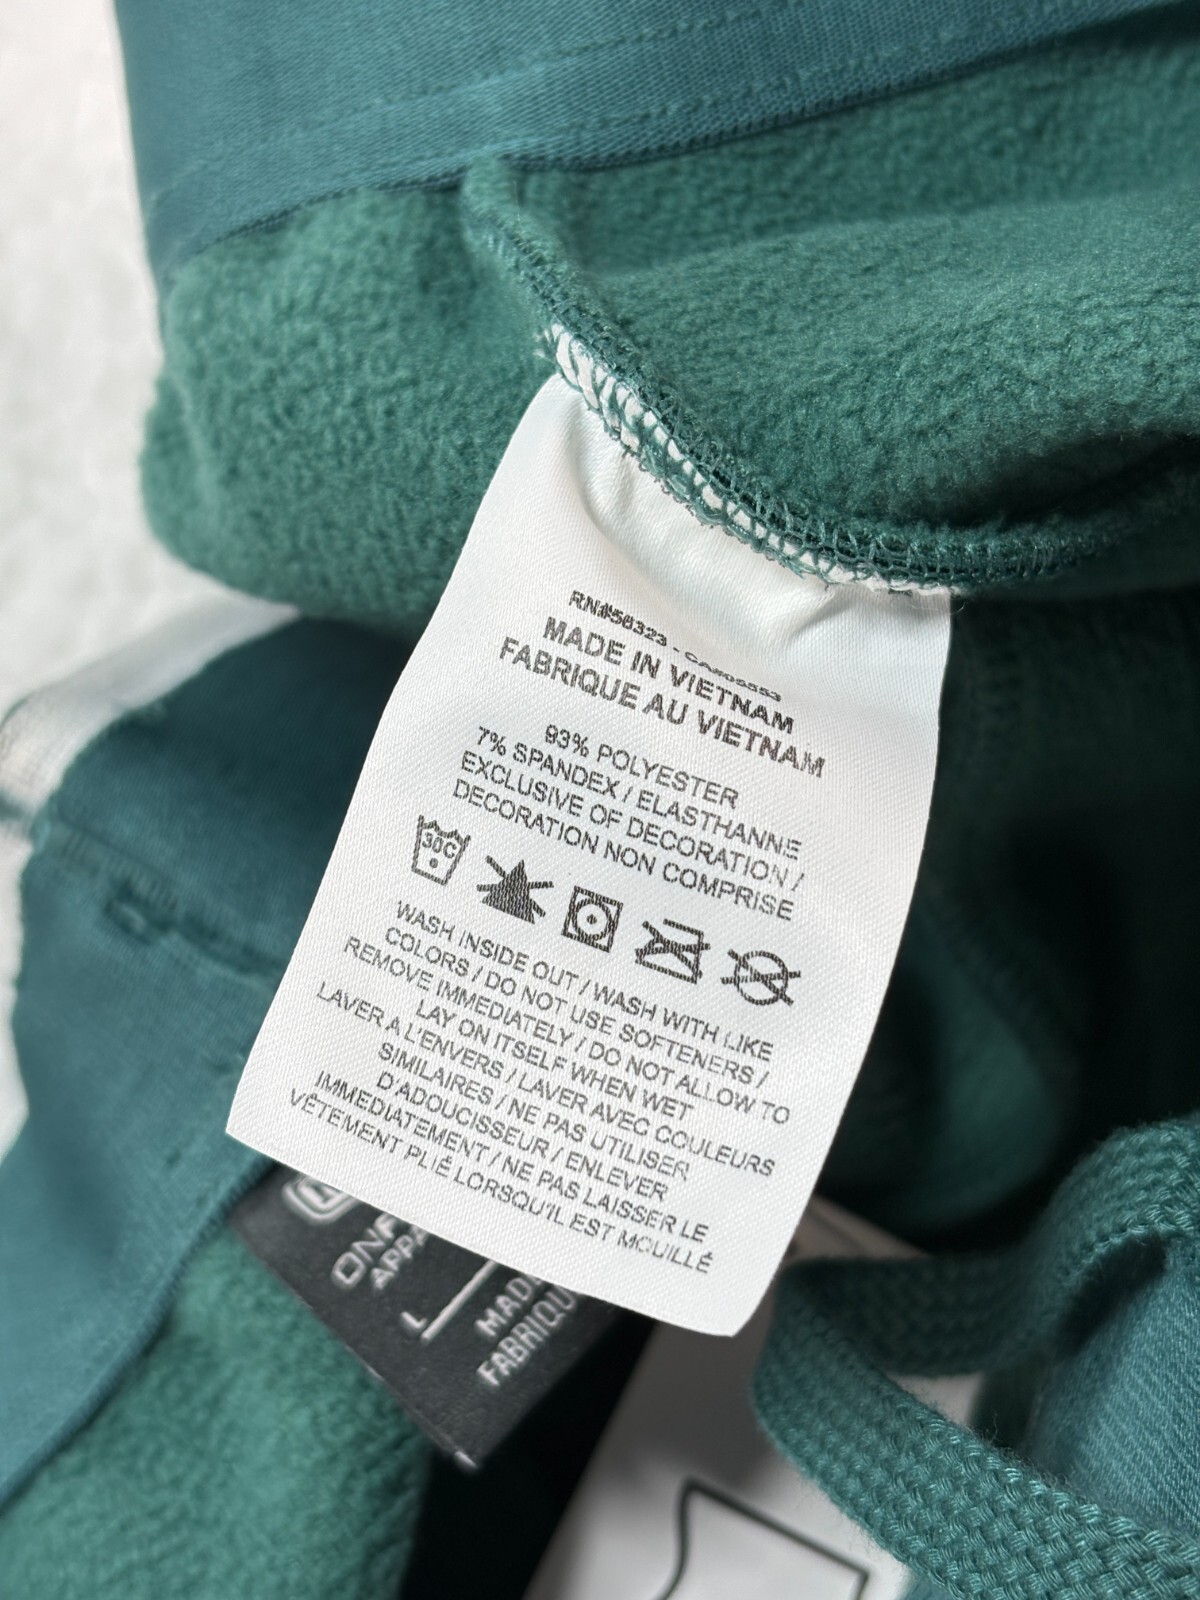 RN#56323 -
MADE IN VIETNAM
FABRIQUE AU VIETNAM
93% POLYESTER
7% SPANDEX / ELASTHANNE
EXCLUSIVE OF DECORATION /
DECORATION NON COMPRISE
30C
WASH INSIDE OUT / WASH WITH LIKE
COLORS / DO NOT USE SOFTENERS /
REMOVE IMMEDIATELY / DO NOT ALLOW TO
LAY ON ITSELF WHEN WET
LAVER A L'ENVERS / LAVER AVEC COULEURS
SIMILAIRES / NE PAS UTILISER
D'ADOUCISSEUR / ENLEVER
IMMEDIATEMENT / NE PAS LAISSER LE
VÊTEMENT PLIÉ LORSQU'IL EST MOUILLÉ
L